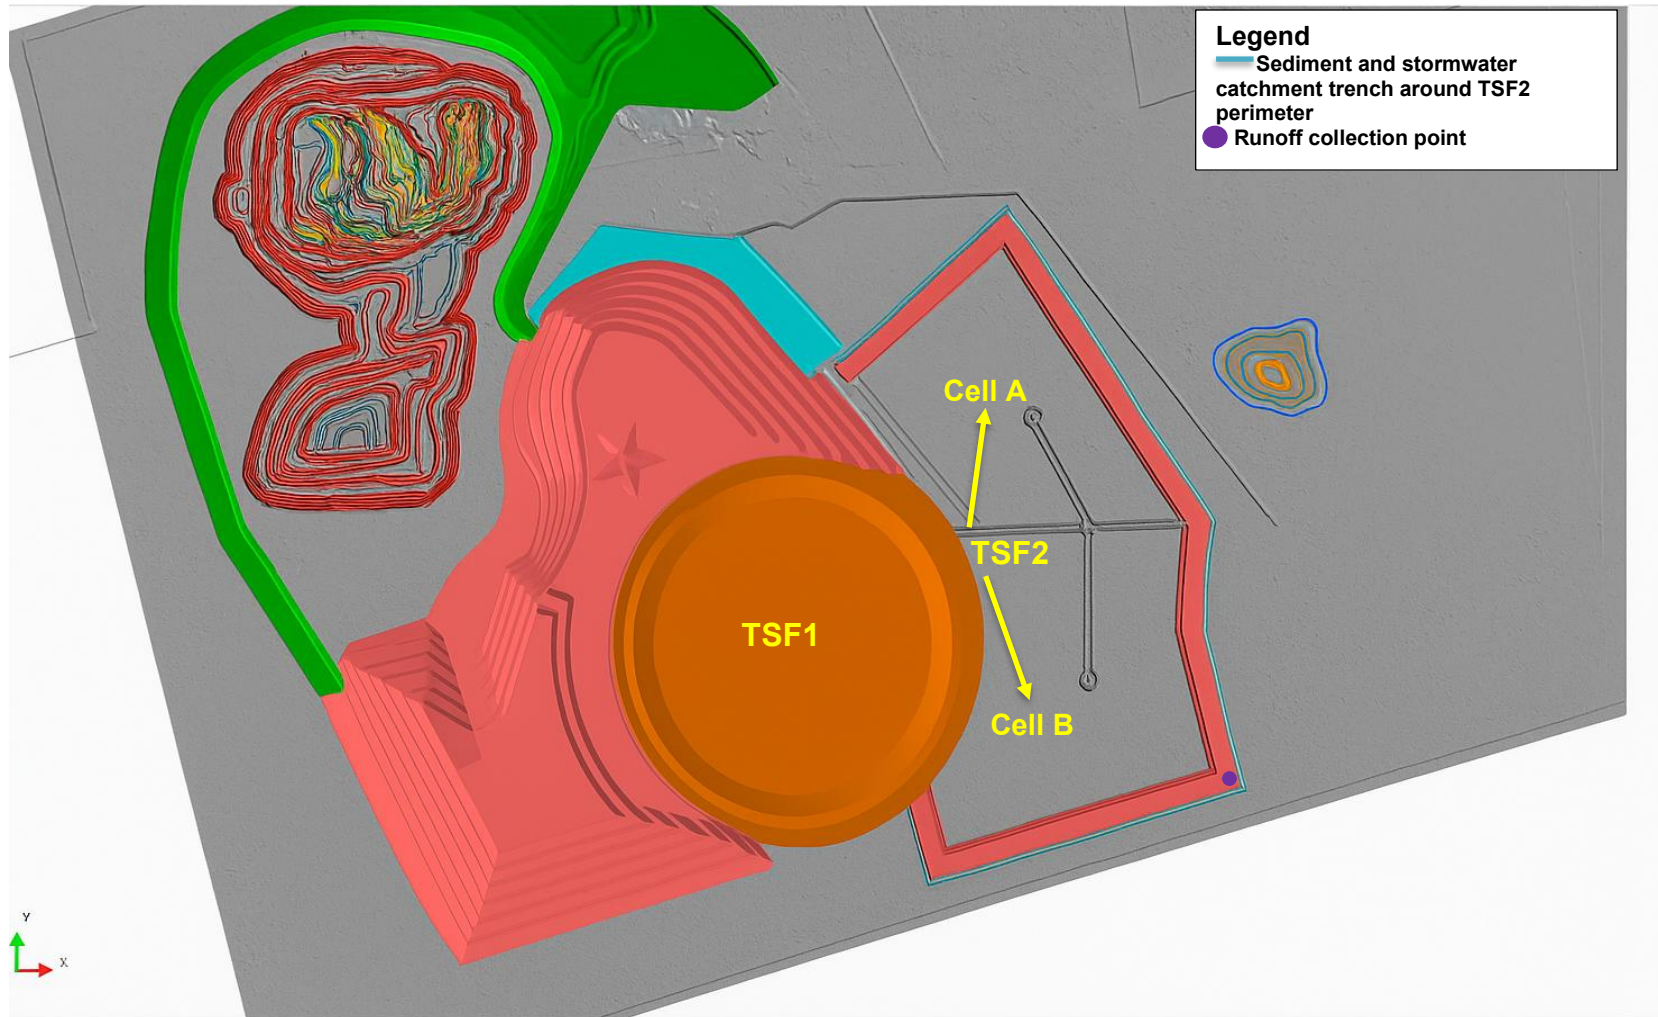 Legend
Sediment and stormwater
catchment trench around TSF2
perimeter
Runoff collection point
Cell A
TSF2
TSF1
Cell B
Y
X